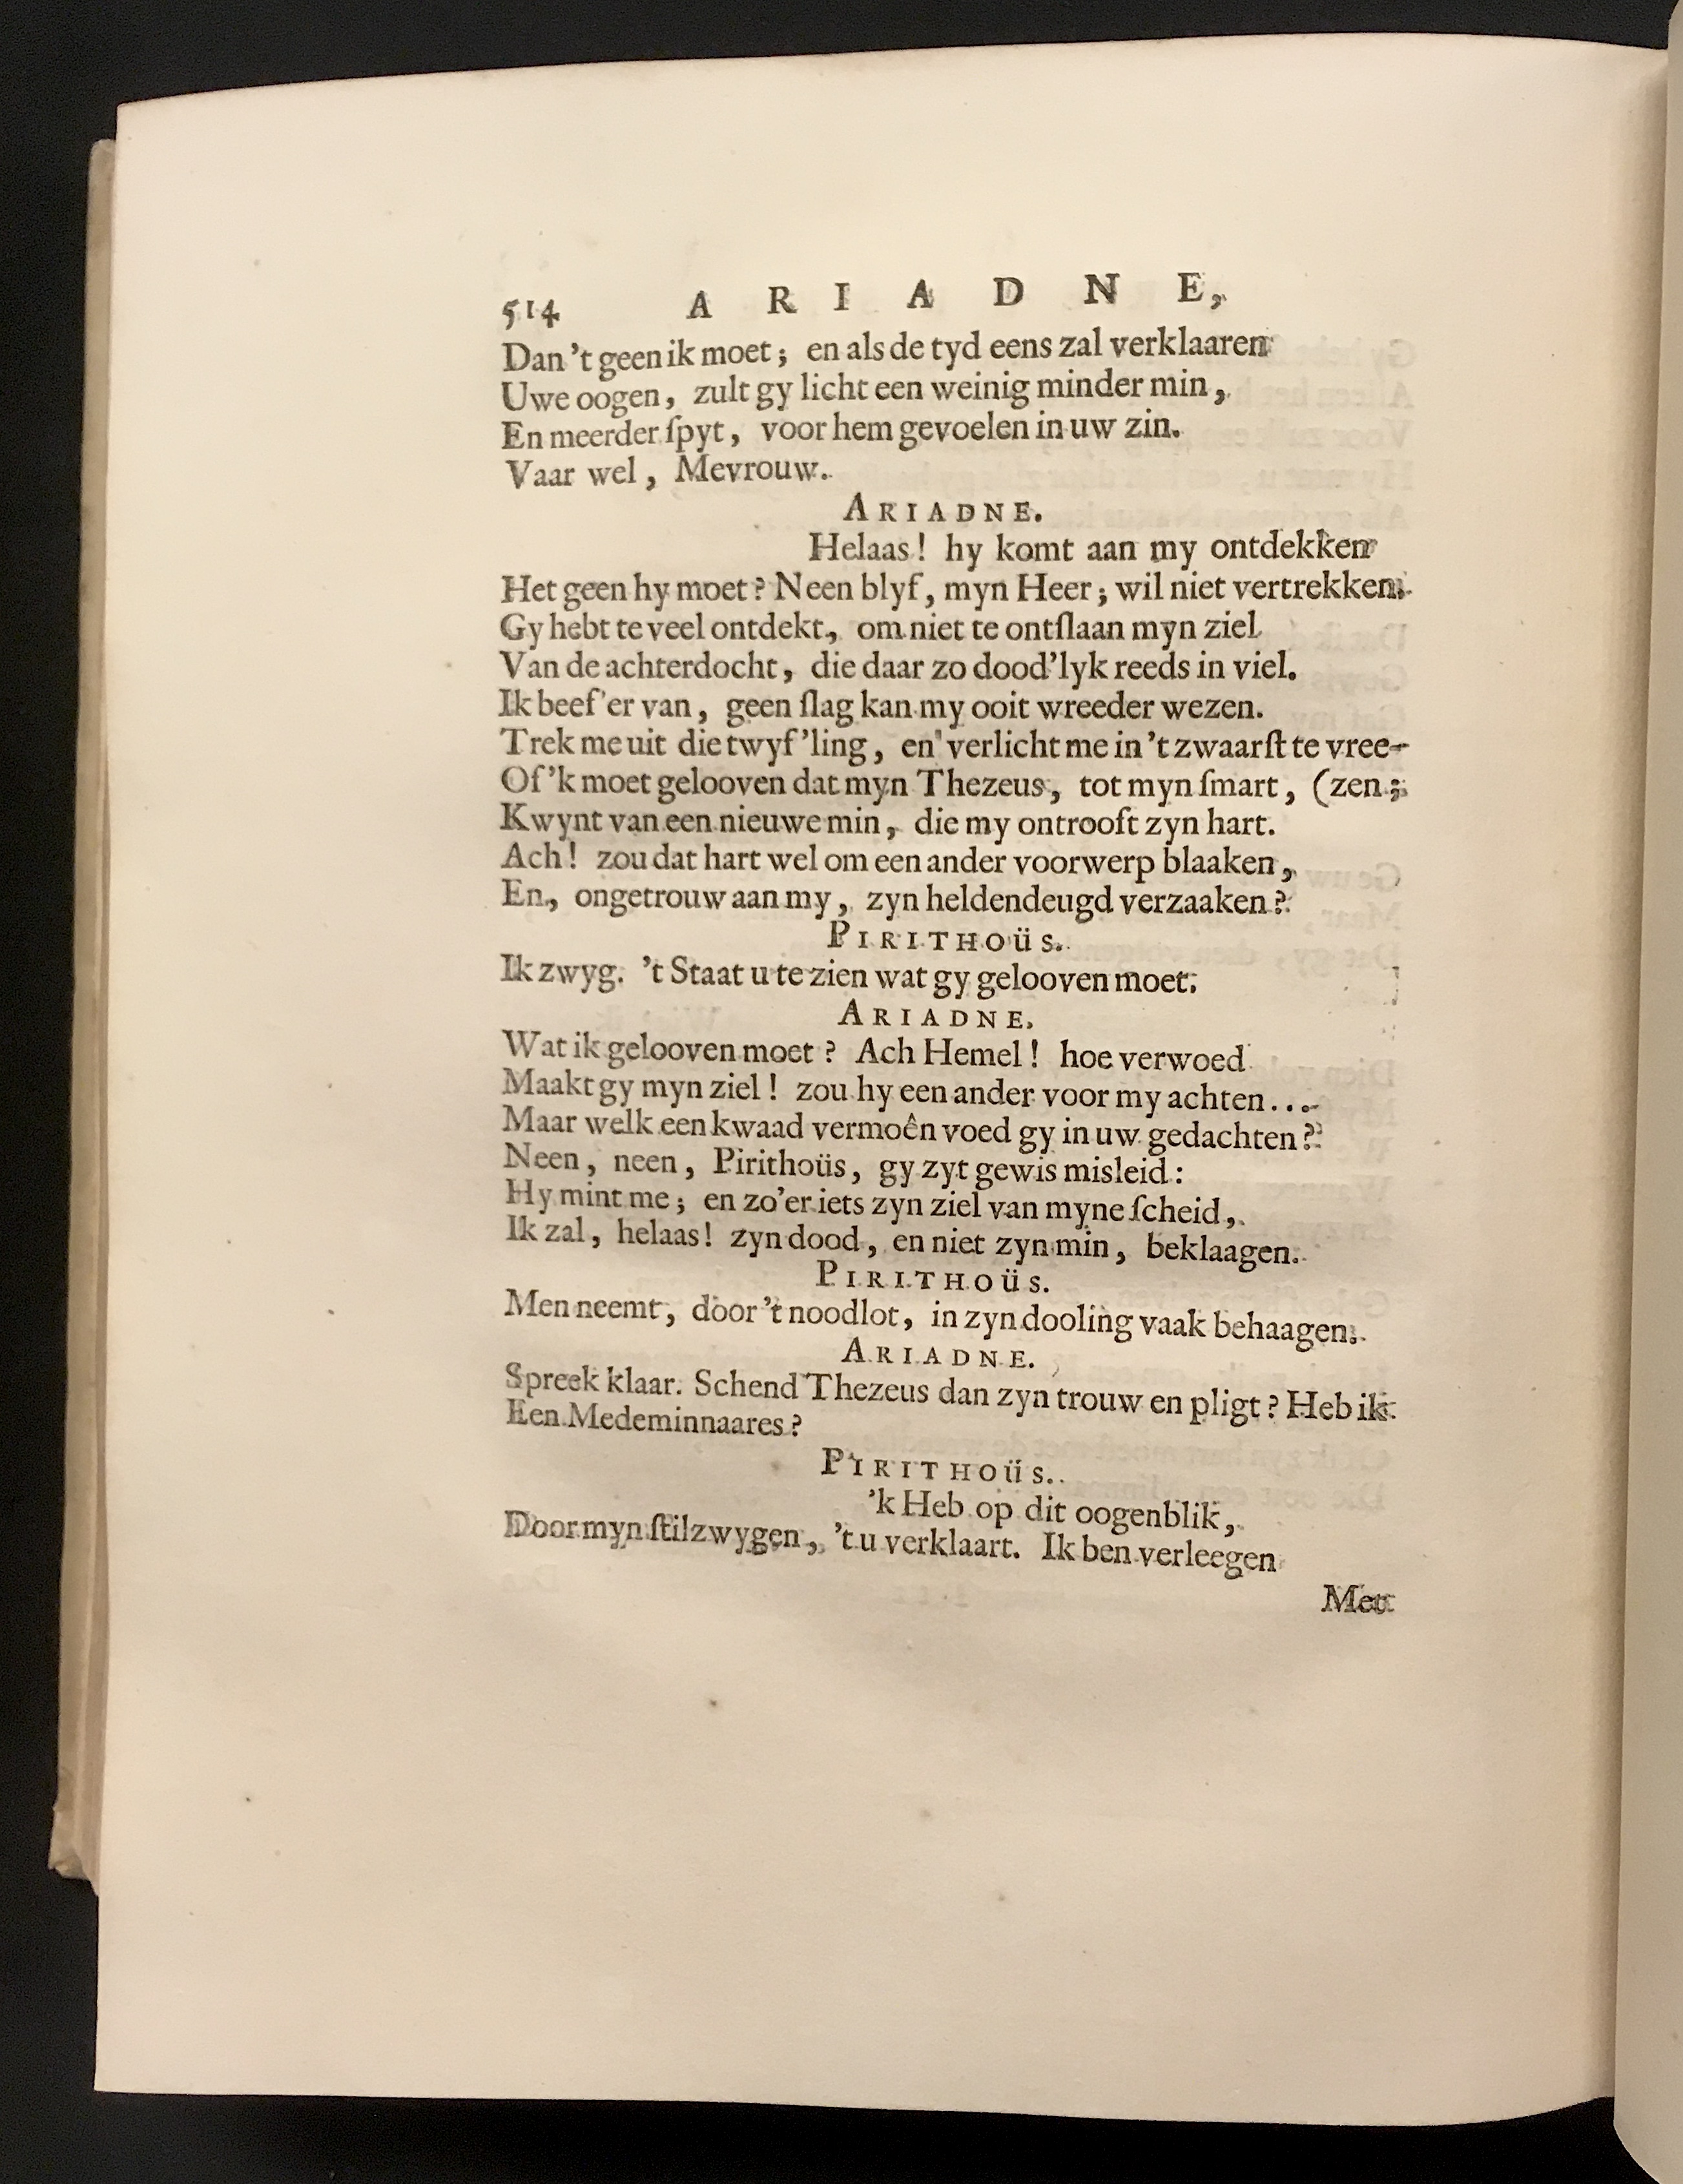 514 ARIADNE,
Dan 't geen ik moet; en als de tyd eens zal verklaaren
Uwe oogen, zult gy licht een weinig minder min,
En meerder ſpyt, voor hem gevoelen in uw zin.
Vaar wel, Mevrouw.
ARIADNE.
Helaas! hy komt aan my ontdekken
Het geen hy moet? Neen blyf, myn Heer; wil niet vertrekken.
Gy hebt te veel ontdekt, om niet te ontſlaan myn ziel
Van de achterdocht, die daar zo dood'lyk reeds in viel.
Ik beef'er van, geen ſlag kan my ooit wreeder wezen.
Trek me uit die twyf'ling, en verlicht me in 't zwaarſt te vree-
Of 'k moet gelooven dat myn Thezeus, tot myn ſmart, (zen;
Kwynt van een nieuwe min, die my ontrooft zyn hart.
Ach! zou dat hart wel om een ander voorwerp blaaken,
En, ongetrouw aan my, zyn heldendeugd verzaaken?
PIRITHOüS.
Ik zwyg. 't Staat u te zien wat gy gelooven moet.
ARIADNE.
Wat ik gelooven moet? Ach Hemel! hoe verwoed
Maakt gy myn ziel! zou hy een ander voor my achten...
Maar welk een kwaad vermoên voed gy in uw gedachten?
Neen, neen, Pirithoüs, gy zyt gewis misleid:
Hy mint me; en zo'er iets zyn ziel van myne ſcheid,
Ik zal, helaas! zyn dood, en niet zyn min, beklaagen.
PIRITHOüS.
Men neemt, door 't noodlot, in zyn dooling vaak behaagen.
ARIADNE.
Spreek klaar. Schend Thezeus dan zyn trouw en pligt? Heb ik
Een Medeminnaares?
PIRITHOüS.
'k Heb op dit oogenblik,
Door myn ſtilzwygen, 't u verklaart. Ik ben verleegen
Met